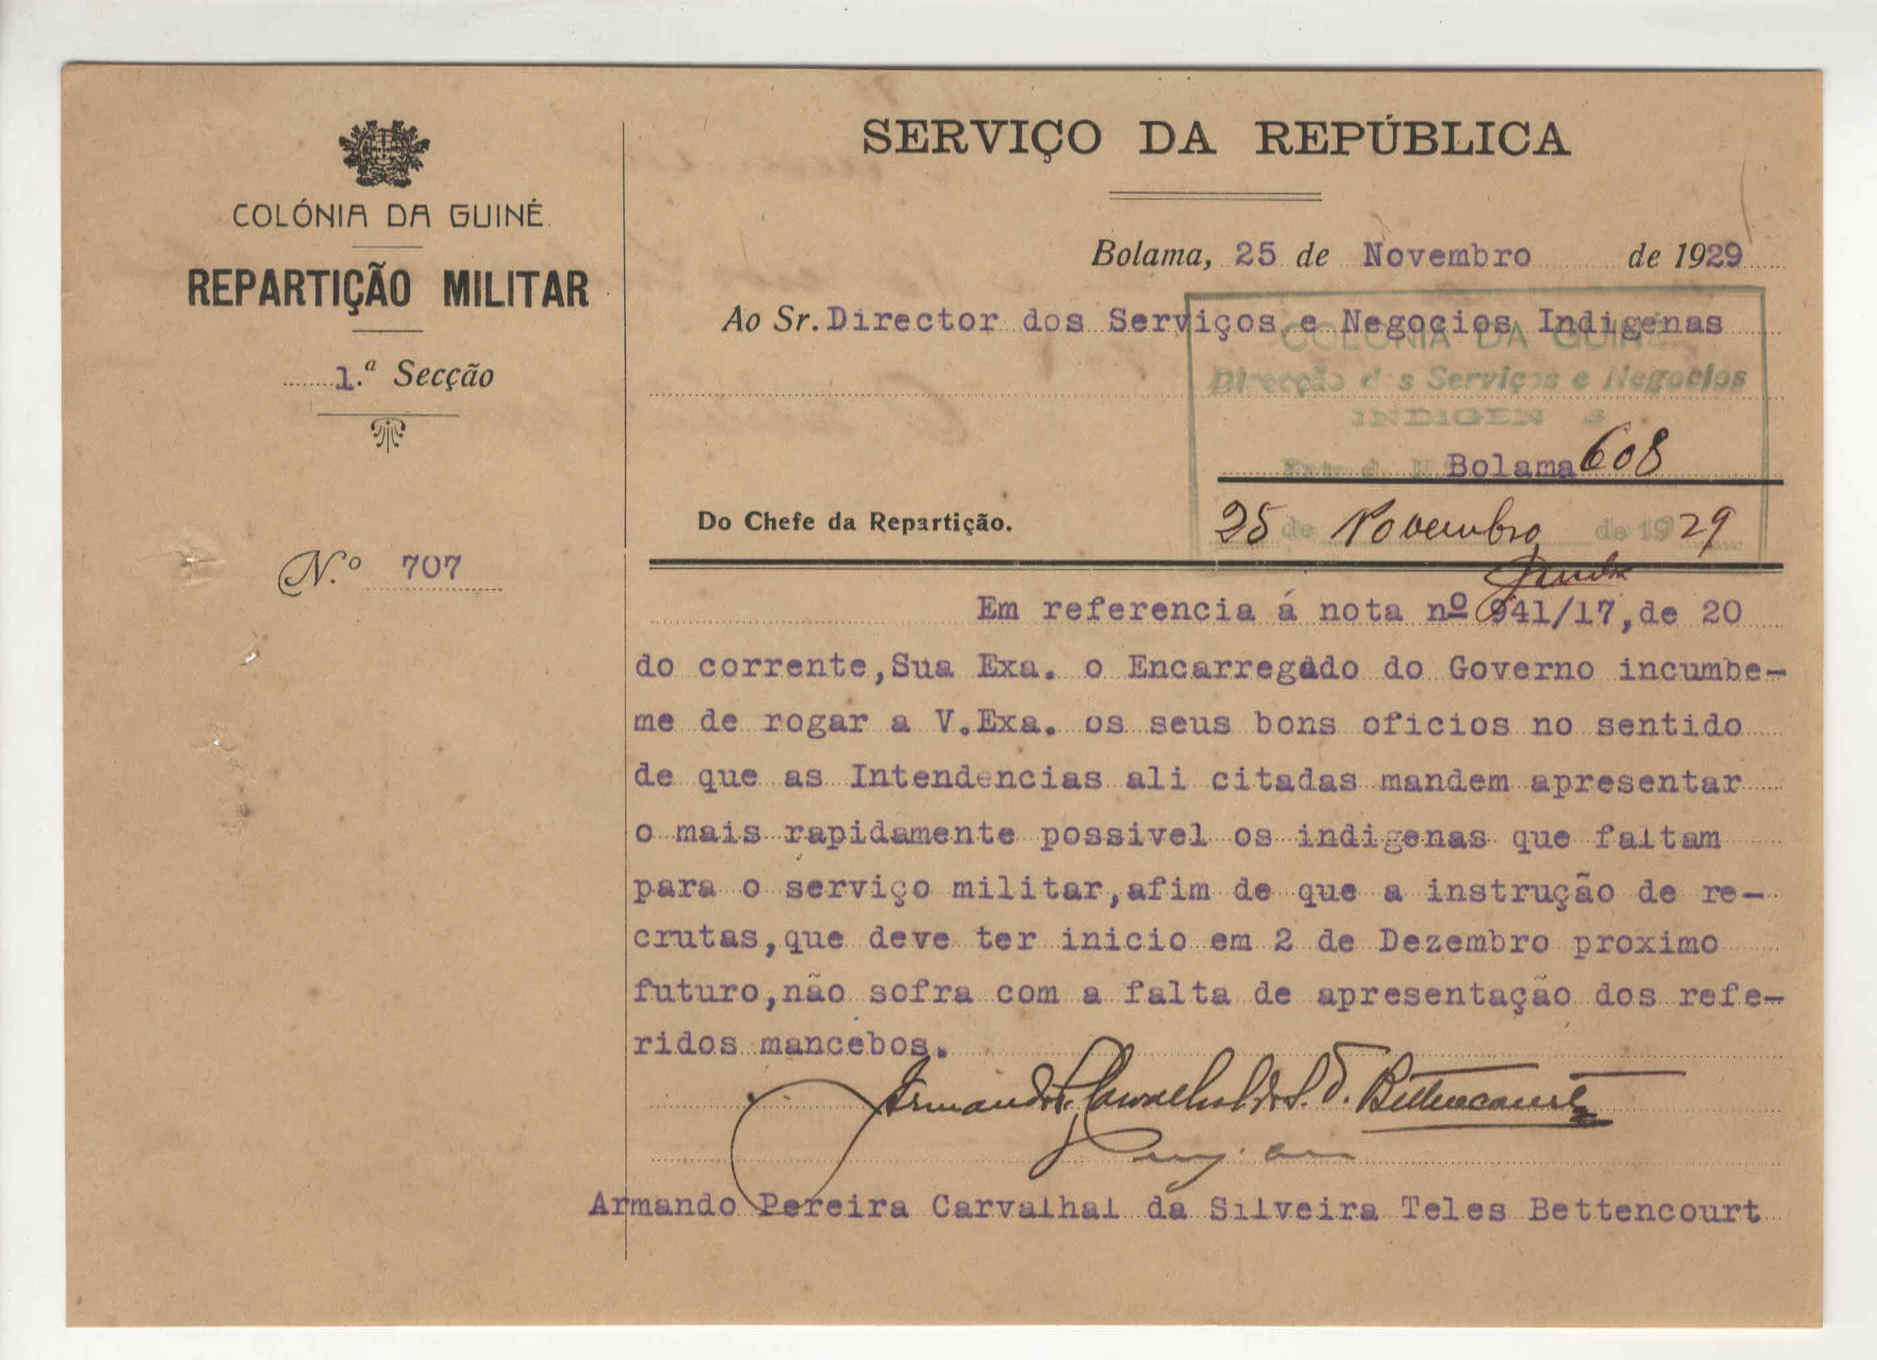 COLÓNIA DA GUINÉ
REPARTIÇÃO MILITAR
1.ª Secção
N.º 707
SERVIÇO DA REPÚBLICA
Bolama, 25 de Novembro de 1929
Ao Sr. Director dos Serviços e Negocios Indigenas
COLONIA DA GUINÉ
Direcção dos Serviços e Negocios
INDIGENAS
Bolama 608
Do Chefe da Repartição.
25 de Novembro de 1929
Em referencia á nota nº 941/17,de 20
do corrente,Sua Exa. o Encarregado do Governo incumbe-
me de rogar a V.Exa. os seus bons oficios no sentido
de que as Intendencias ali citadas mandem apresentar
o mais rapidamente possivel os indigenas que faltam
para o serviço militar,afim de que a instrução de re-
crutas,que deve ter inicio em 2 de Dezembro proximo
futuro,não sofra com a falta de apresentação dos refe-
ridos mancebos.
Armando P. Carvalhal da S. T. Bettencourt
Armando Pereira Carvalhal da Silveira Teles Bettencourt